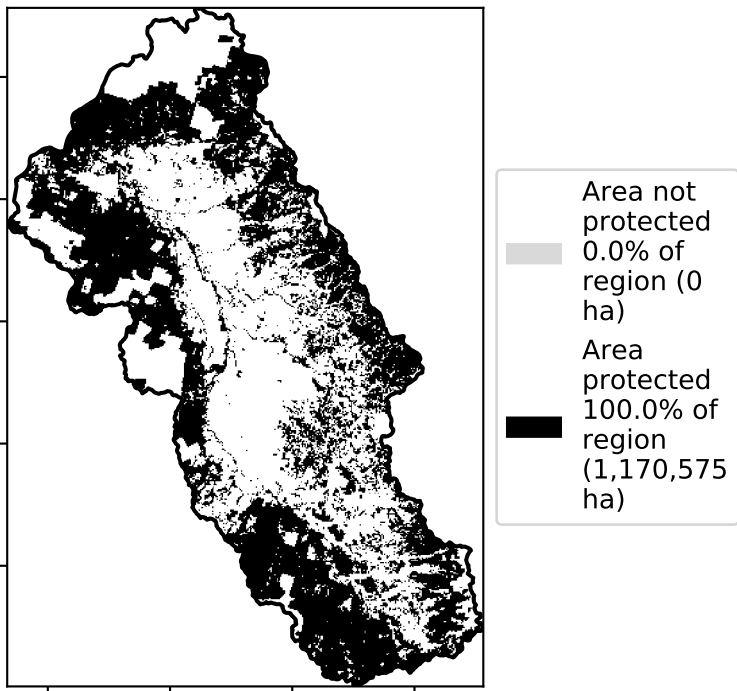 Area not
protected
0.0% of
region (0
ha)
Area
protected
100.0% of
region
(1,170,575
ha)